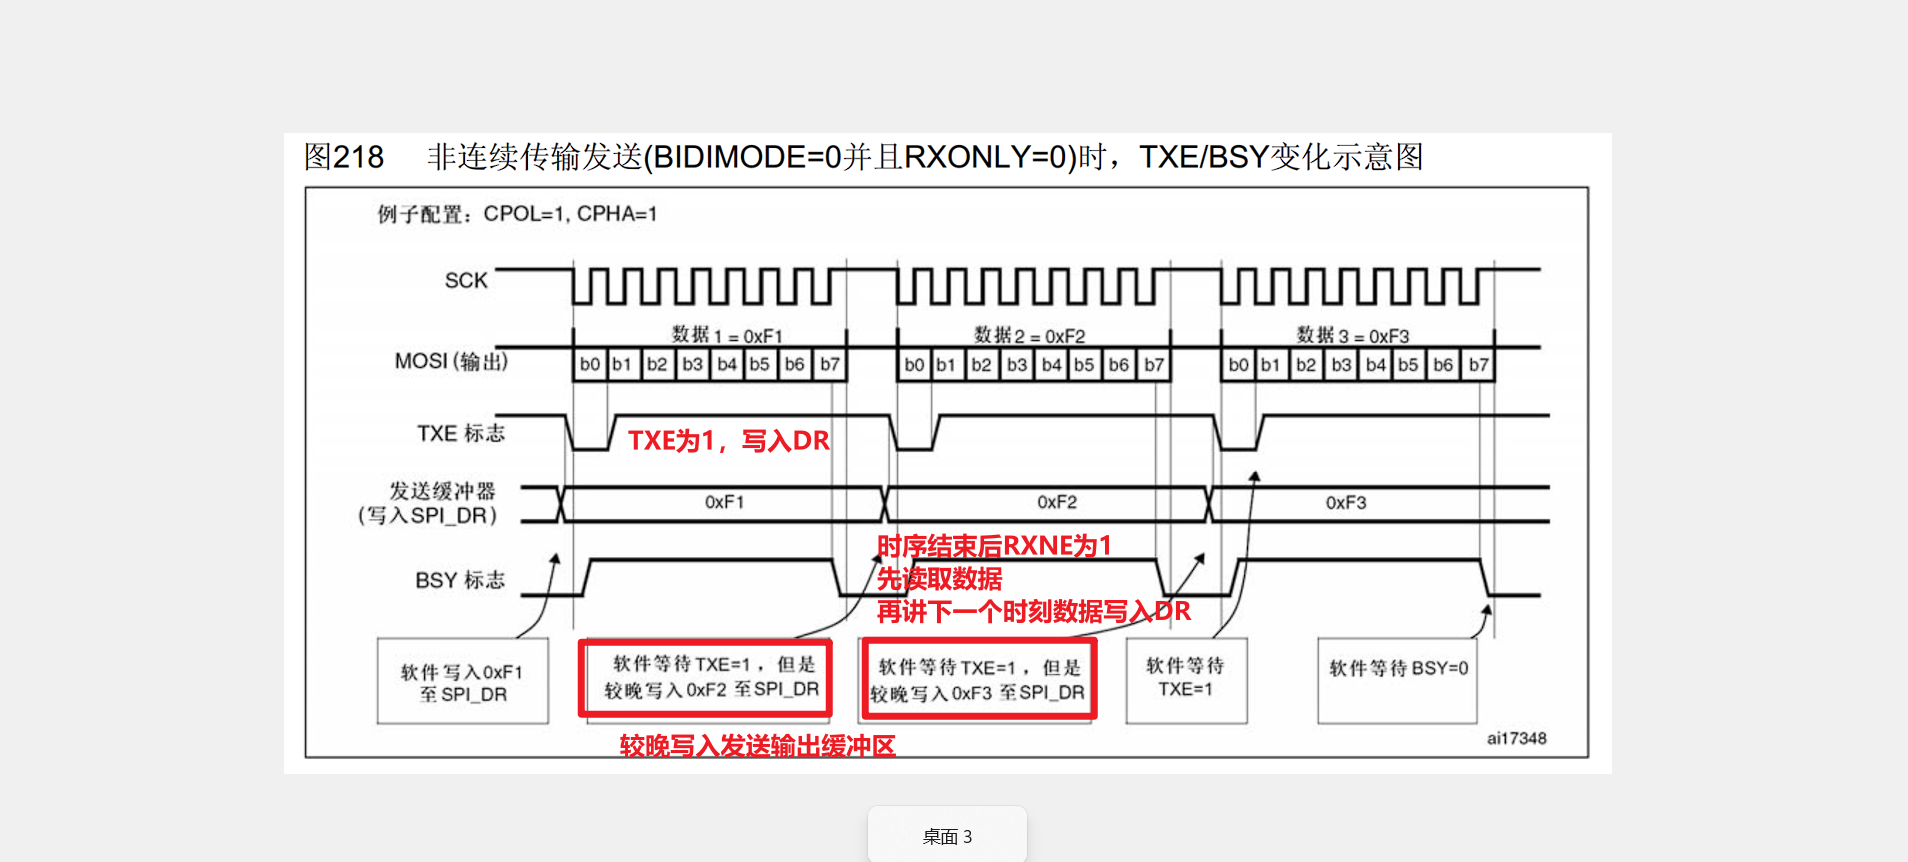 图218 非连续传输发送(BIDIMODE=0并且RXONLY=0)时，TXE/BSY变化示意图
例子配置：CPOL=1, CPHA=1
SCK
数据 1 = 0xF1
数据 2 = 0xF2
数据 3 = 0xF3
MOSI (输出)
b0 b1 b2 b3 b4 b5 b6 b7
b0 b1 b2 b3 b4 b5 b6 b7
b0 b1 b2 b3 b4 b5 b6 b7
TXE 标志
TXE为1，写入DR
发送缓冲器
(写入SPI_DR)
0xF1
0xF2
0xF3
时序结束后RXNE为1
先读取数据
再讲下一个时刻数据写入DR
BSY 标志
软件写入0xF1
至SPI_DR
软件等待TXE=1，但是
较晚写入0xF2 至SPI_DR
软件等待TXE=1，但是
较晚写入0xF3 至SPI_DR
软件等待
TXE=1
软件等待BSY=0
较晚写入发送输出缓冲区
ai17348
桌面 3